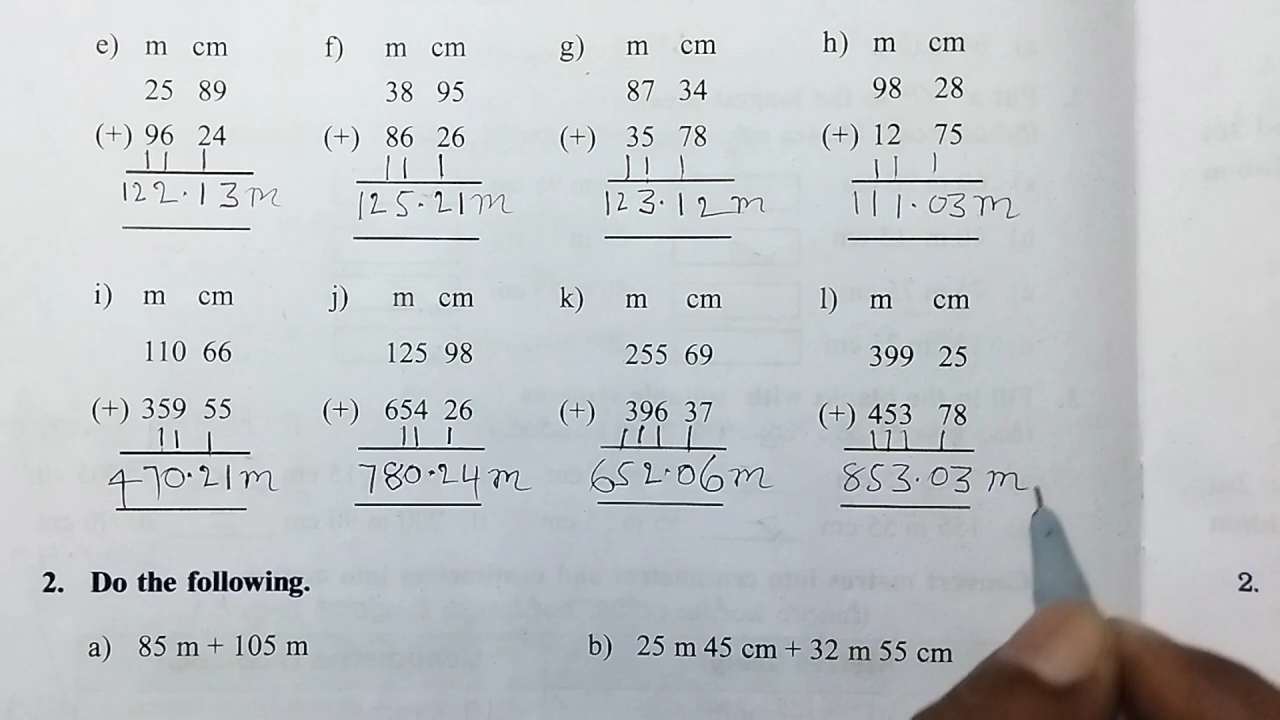 e) m cm f) m cm g) m cm h) m cm
25 89 38 95 87 34 98 28
(+) 96 24 (+) 86 26 (+) 35 78 (+) 12 75
122.13m 125.21m 123.12m 111.03m
i) m cm j) m cm k) m cm l) m cm
110 66 125 98 255 69 399 25
(+) 359 55 (+) 654 26 (+) 396 37 (+) 453 78
470.21m 780.24m 652.06m 853.03 m
2. Do the following. 2.
a) 85 m + 105 m b) 25 m 45 cm + 32 m 55 cm